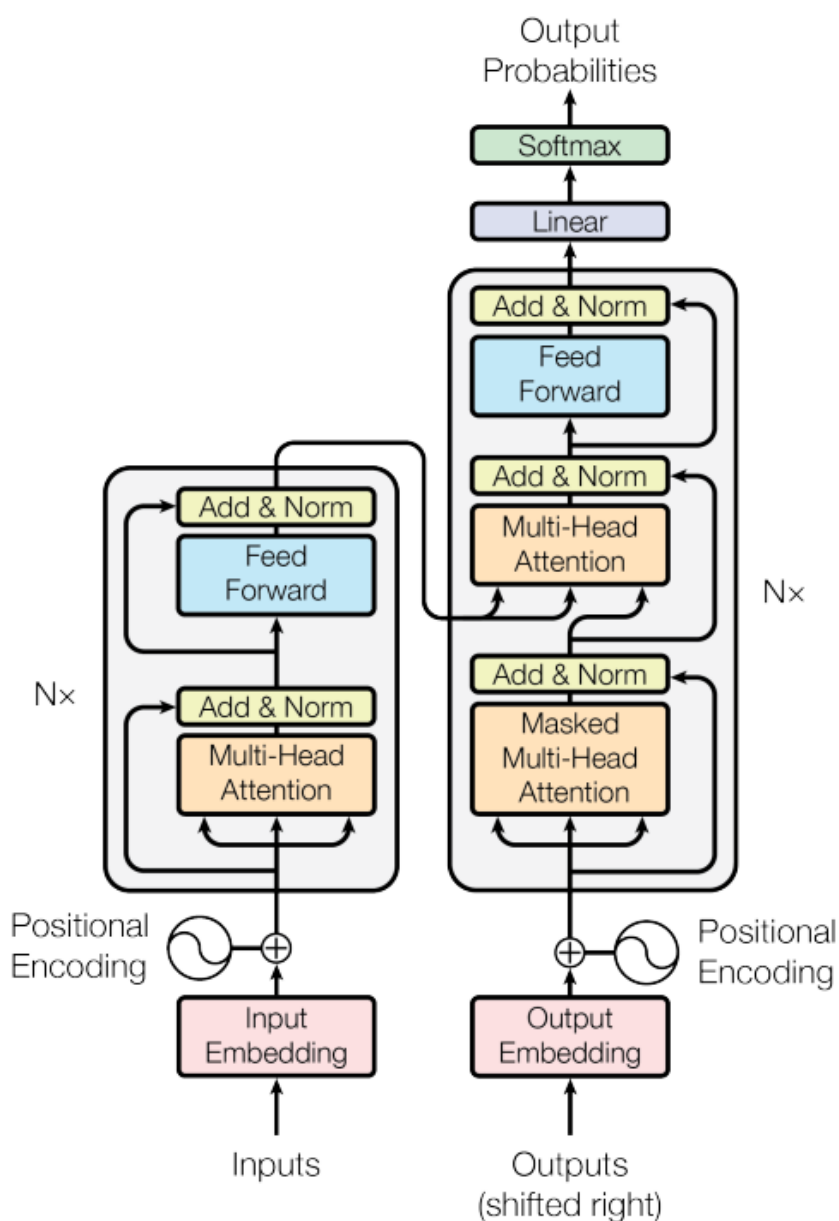 Output
Probabilities
Softmax
Linear
Add & Norm
Feed
Forward
Add & Norm
Multi-Head
Attention
Add & Norm
Masked
Multi-Head
Attention
N×
Add & Norm
Feed
Forward
Add & Norm
Multi-Head
Attention
N×
Positional
Encoding
Positional
Encoding
Input
Embedding
Output
Embedding
Inputs
Outputs
(shifted right)